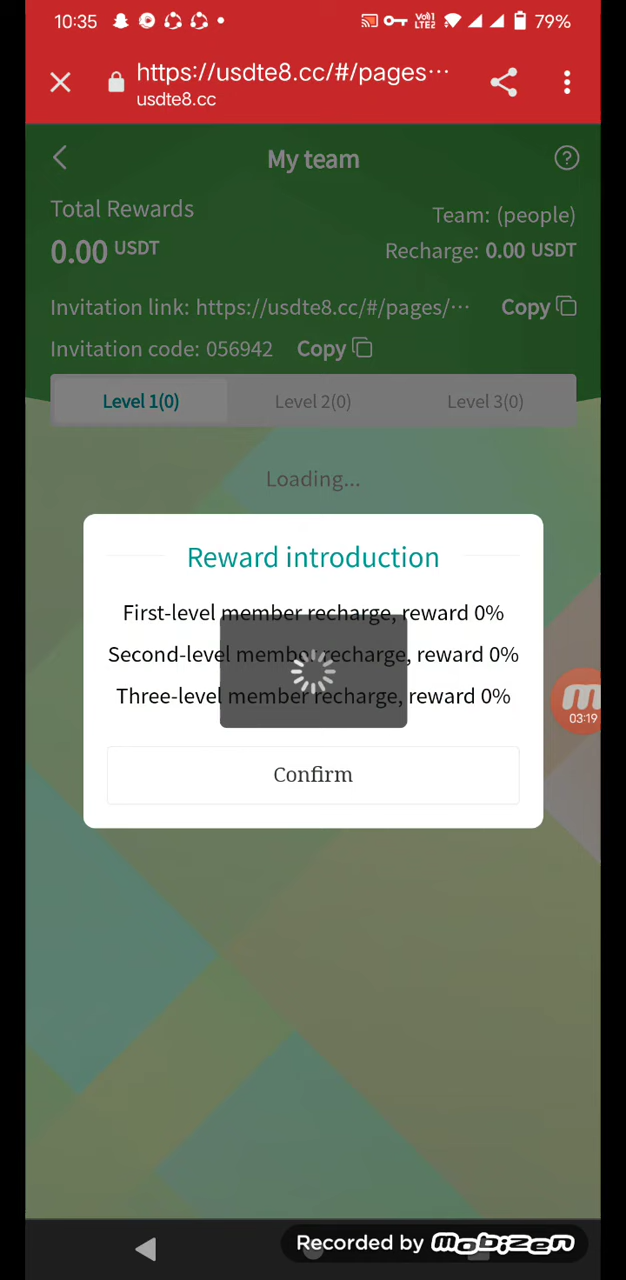 10:35
Vo))1
LTE2
79%
https://usdte8.cc/#/pages···
usdte8.cc
My team
Total Rewards
Team: (people)
0.00 USDT
Recharge: 0.00 USDT
Invitation link: https://usdte8.cc/#/pages/··· Copy
Invitation code: 056942 Copy
Level 1(0) Level 2(0) Level 3(0)
Loading...
Reward introduction
First-level member recharge, reward 0%
Second-level member recharge, reward 0%
Three-level member recharge, reward 0%
03:19
Confirm
Recorded by mobizen